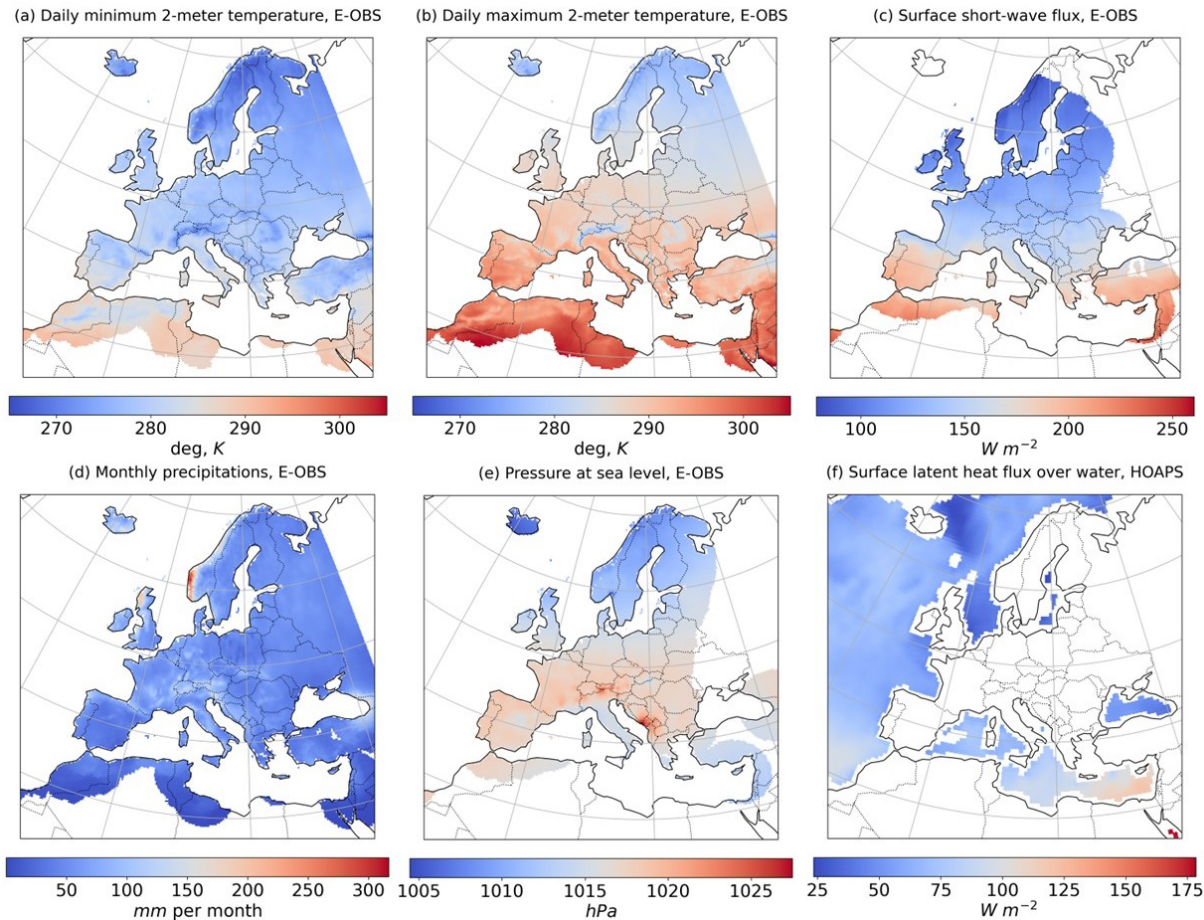 (a) Daily minimum 2-meter temperature, E-OBS
(b) Daily maximum 2-meter temperature, E-OBS
(c) Surface short-wave flux, E-OBS
270 280 290 300
deg, K
270 280 290 300
deg, K
100 150 200 250
W m⁻²
(d) Monthly precipitations, E-OBS
(e) Pressure at sea level, E-OBS
(f) Surface latent heat flux over water, HOAPS
50 100 150 200 250 300
mm per month
1005 1010 1015 1020 1025
hPa
25 50 75 100 125 150 175
W m⁻²